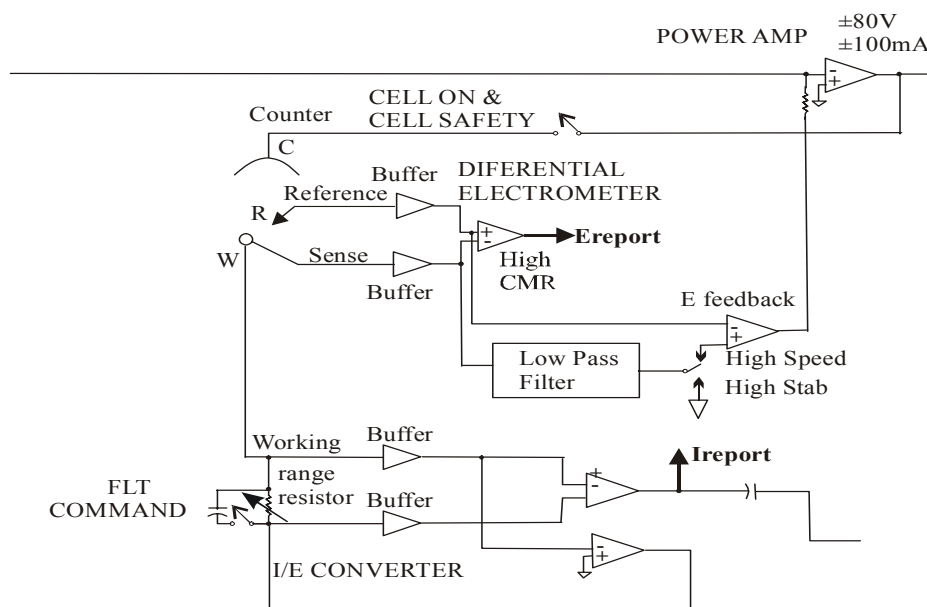 ±80V
POWER AMP
±100mA
-
+
CELL ON &
CELL SAFETY
Counter
C
Buffer
DIFERENTIAL
ELECTROMETER
Reference
R
+
-
Ereport
W
Sense
High
CMR
Buffer
E feedback
-
+
Low Pass
Filter
High Speed
High Stab
Working
Buffer
Ireport
range
resistor
FLT
COMMAND
+
-
Buffer
-
+
I/E CONVERTER